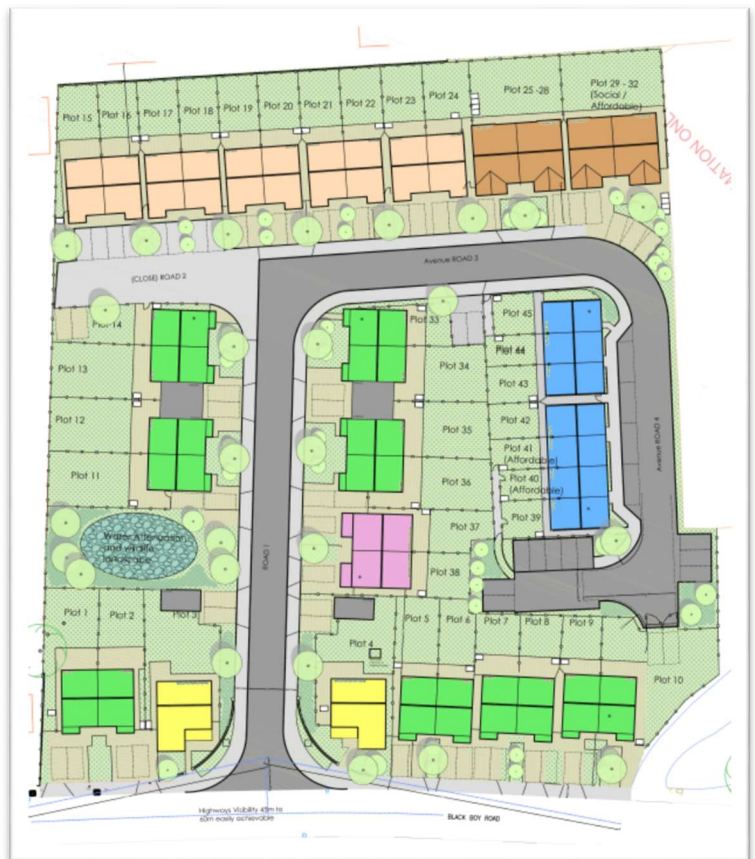 Plot 15
Plot 16
Plot 17
Plot 18
Plot 19
Plot 20
Plot 21
Plot 22
Plot 23
Plot 24
Plot 25 -28
Plot 29 - 32
(Social /
Affordable)
MATION ONL
(CLOSE) ROAD 2
Avenue ROAD 3
Plot 14
Plot 33
Plot 45
Plot 44
Plot 13
Plot 34
Plot 43
Plot 12
Plot 35
Plot 42
Plot 41
(Affordable)
Plot 11
Plot 36
Plot 40
(Affordable)
Avenue ROAD 4
Plot 37
Plot 39
Water Attenuation
and wildlife
landscape
ROAD 1
Plot 38
Plot 1
Plot 2
Plot 3
Plot 4
Plot 5
Plot 6
Plot 7
Plot 8
Plot 9
Plot 10
Highways Visibility 45m to
60m easily achievable
BLACK BOY ROAD